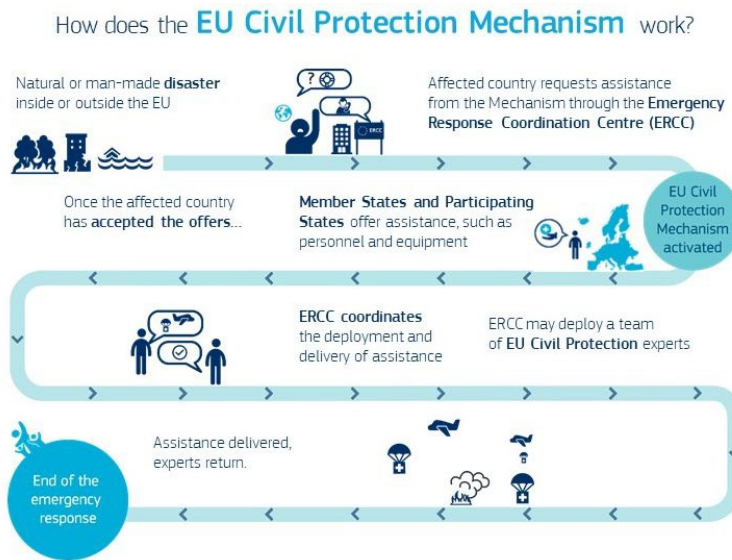 How does the EU Civil Protection Mechanism work?
Natural or man-made disaster
inside or outside the EU
?
ERCC
Affected country requests assistance
from the Mechanism through the Emergency
Response Coordination Centre (ERCC)
EU Civil
Protection
Mechanism
activated
Member States and Participating
States offer assistance, such as
personnel and equipment
Once the affected country
has accepted the offers...
ERCC coordinates
the deployment and
delivery of assistance
ERCC may deploy a team
of EU Civil Protection experts
Assistance delivered,
experts return.
End of the
emergency
response